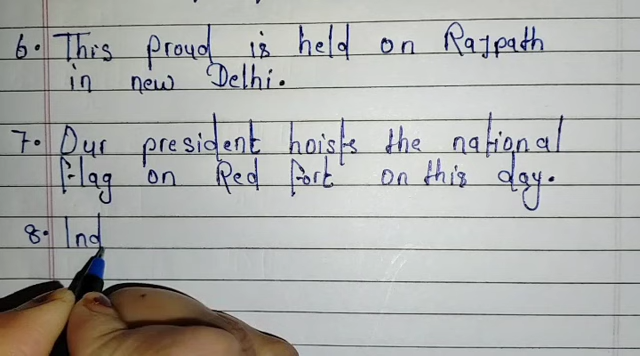 6. This proud is held on Rajpath
in new Delhi.
7. Our president hoists the national
flag on Red fort on this day.
8. Ind